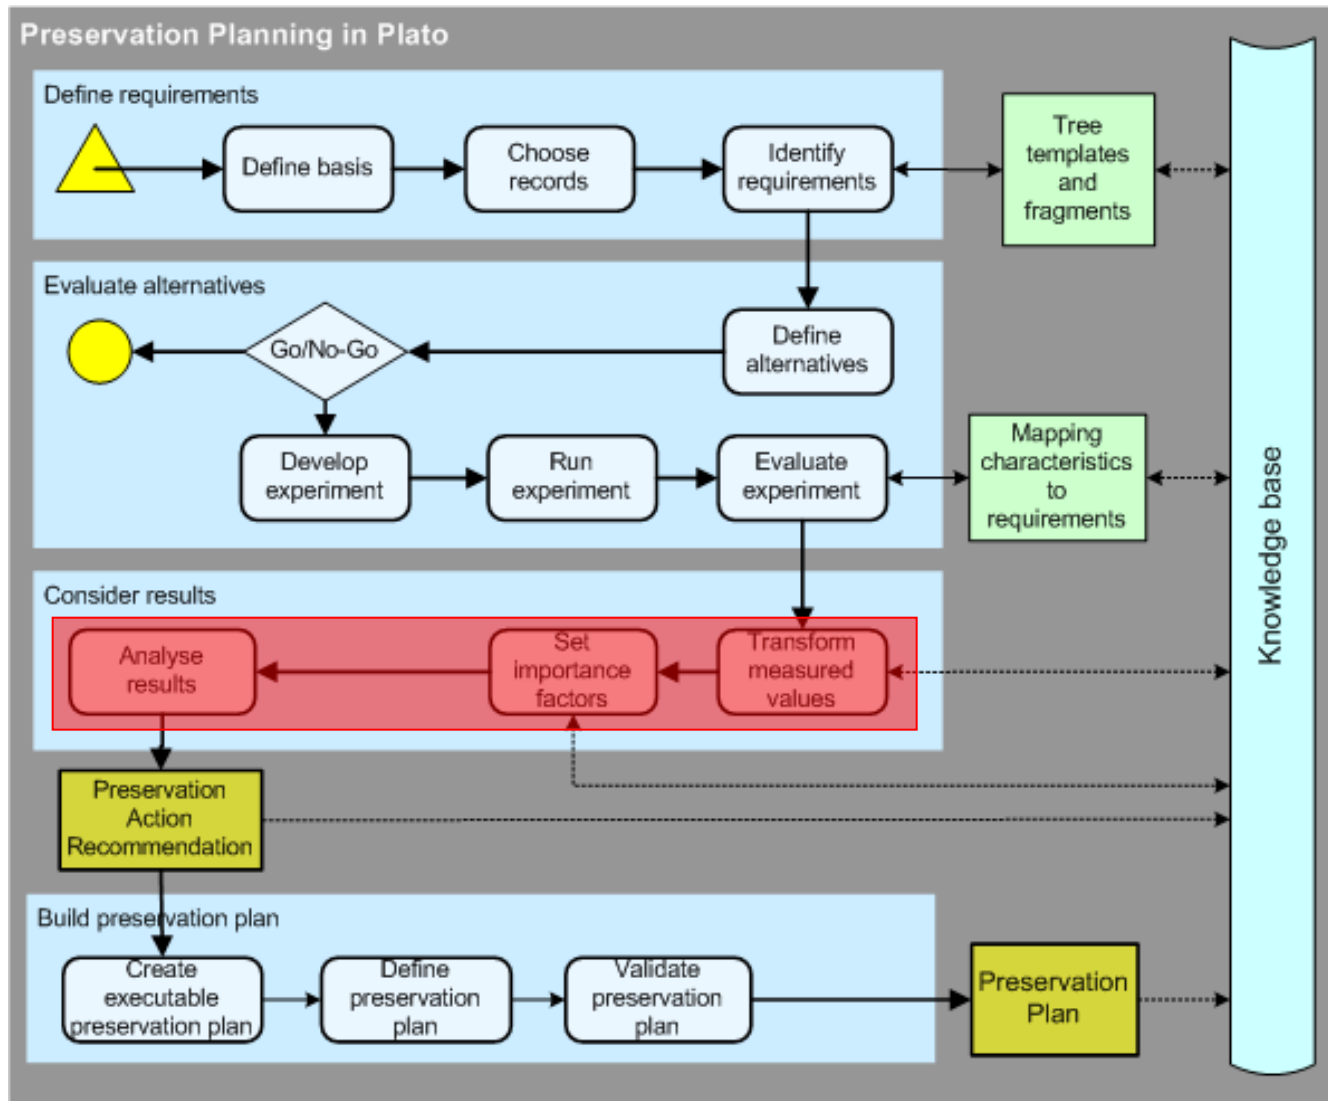 Preservation Planning in Plato
Define requirements
Define basis
Choose
records
Identify
requirements
Tree
templates
and
fragments
Evaluate alternatives
Go/No-Go
Define
alternatives
Develop
experiment
Run
experiment
Evaluate
experiment
Mapping
characteristics
to
requirements
Knowledge base
Consider results
Analyse
results
Set
importance
factors
Transform
measured
values
Preservation
Action
Recommendation
Build preservation plan
Create
executable
preservation plan
Define
preservation
plan
Validate
preservation
plan
Preservation
Plan